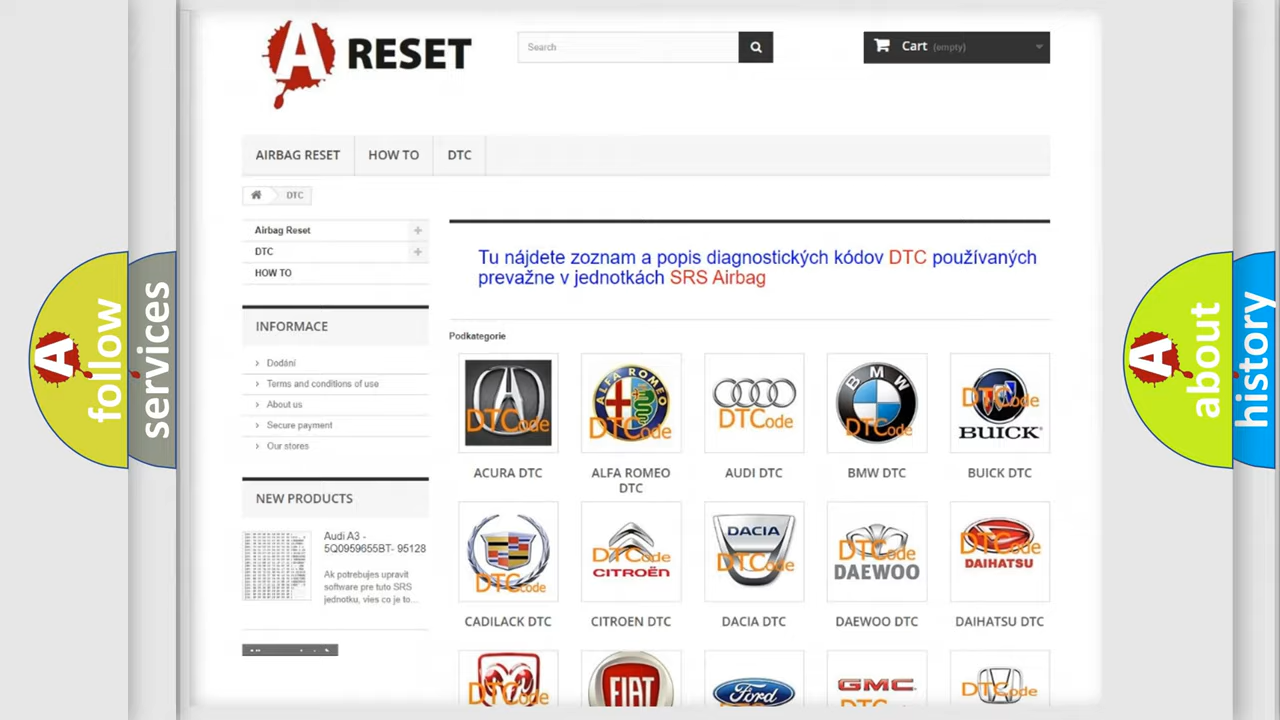 A RESET
Search
Cart (empty)
AIRBAG RESET
HOW TO
DTC
DTC
Airbag Reset
DTC
HOW TO
INFORMACE
Dodání
Terms and conditions of use
About us
Secure payment
Our stores
NEW PRODUCTS
Audi A3 -
5Q0959655BT- 95128
Ak potrebujes upravit
software pre tuto SRS
jednotku, vies co je to...
Tu nájdete zoznam a popis diagnostických kódov DTC používaných
prevažne v jednotkách SRS Airbag
Podkategorie
DTCode
ALFA ROMEO
DTCode
DTCode
BMW
DTCode
DTCode
BUICK
ACURA DTC
ALFA ROMEO
DTC
AUDI DTC
BMW DTC
BUICK DTC
DTCode
DTCode
CITROËN
DACIA
DTCode
DTCode
DAEWOO
DTCode
DAIHATSU
CADILACK DTC
CITROEN DTC
DACIA DTC
DAEWOO DTC
DAIHATSU DTC
DTCode
FIAT
Ford
GMC
DTCode
A follow
services
A about
history